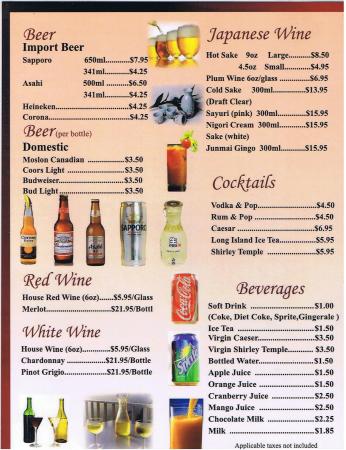 Beer
Import Beer
Sapporo 650ml..........$7.95
341ml..........$4.25
Asahi 500ml ..........$6.50
341ml..........$4.25
Heineken..............................$4.25
Corona..................................$4.25
Beer(per bottle)
Domestic
Moslon Canadian ..................$3.50
Coors Light ..........................$3.50
Budweiser.............................$3.50
Bud Light.............................$3.50
SAPPORO
Red Wine
House Red Wine (6oz)......$5.95/Glass
Merlot..............................$21.95/Bottl
White Wine
House Wine (6oz)...........$5.95/Glass
Chardonnay ..................$21.95/Bottle
Pinot Grigio...................$21.95/Bottle
Japanese Wine
Hot Sake 9oz Large.........$8.50
4.5oz Small..........$4.95
Plum Wine 6oz/glass ............$6.95
Cold Sake 300ml..............$13.95
(Draft Clear)
Sayuri (pink) 300ml..........$15.95
Nigori Cream 300ml.........$15.95
Sake (white)
Junmai Gingo 300ml........$15.95
Cocktails
Vodka & Pop........................$4.50
Rum & Pop ..........................$4.50
Caesar ..................................$6.95
Long Island Ice Tea..............$5.95
Shirley Temple .....................$5.95
Coca-Cola
Sprite
Beverages
Soft Drink ..........................$1.00
(Coke, Diet Coke, Sprite,Gingerale )
Ice Tea ..............................$1.50
Virgin Caeser......................$3.50
Virgin Shirley Temple......... $3.50
Bottled Water......................$1.50
Apple Juice ........................$1.50
Orange Juice ......................$1.50
Cranberry Juice ..................$2.50
Mango Juice .......................$2.50
Chocolate Milk ...................$2.25
Milk ...................................$1.85
Applicable taxes not included